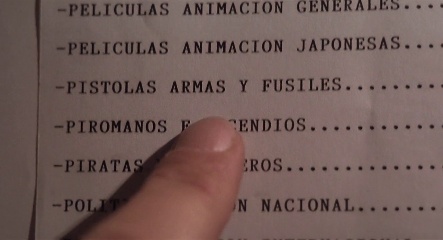 -PELICULAS ANIMACION GENERALES....
-PELICULAS ANIMACION JAPONESAS....
-PISTOLAS ARMAS Y FUSILES.........
-PIROMANOS
-PIRATAS
NACIONAL........